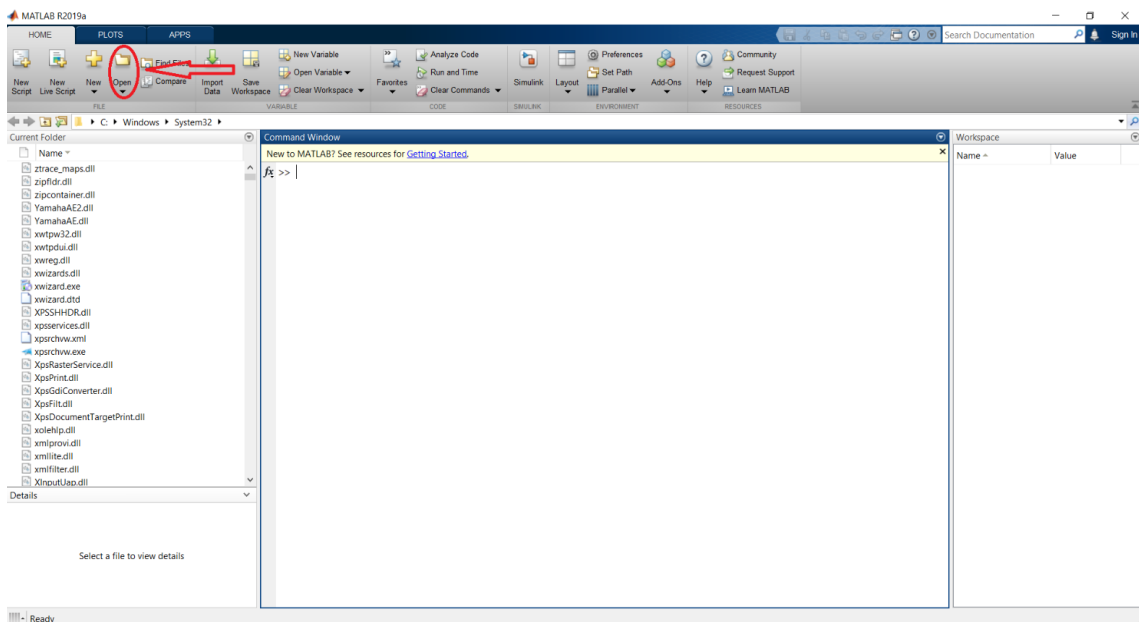 MATLAB R2019a
HOME PLOTS APPS
Search Documentation Sign In
New Script
New Live Script
New
Open
Find Files
Compare
Import Data
Save Workspace
New Variable
Open Variable
Clear Workspace
Favorites
Analyze Code
Run and Time
Clear Commands
Simulink
Layout
Preferences
Set Path
Parallel
Add-Ons
Help
Community
Request Support
Learn MATLAB
FILE VARIABLE CODE SIMULINK ENVIRONMENT RESOURCES
C: Windows System32
Current Folder
Name
ztrace_maps.dll
zipfldr.dll
zipcontainer.dll
YamahaAE2.dll
YamahaAE.dll
xwtpw32.dll
xwtpdui.dll
xwreg.dll
xwizards.dll
xwizard.exe
xwizard.dtd
XPSSHHDR.dll
xpsservices.dll
xpsrchvw.xml
xpsrchvw.exe
XpsRasterService.dll
XpsPrint.dll
XpsGdiConverter.dll
XpsFilt.dll
XpsDocumentTargetPrint.dll
xolehlp.dll
xmlprovi.dll
xmllite.dll
xmlfilter.dll
XInputUap.dll
Details
Select a file to view details
Command Window
New to MATLAB? See resources for Getting Started.
fx >>
Workspace
Name Value
Ready